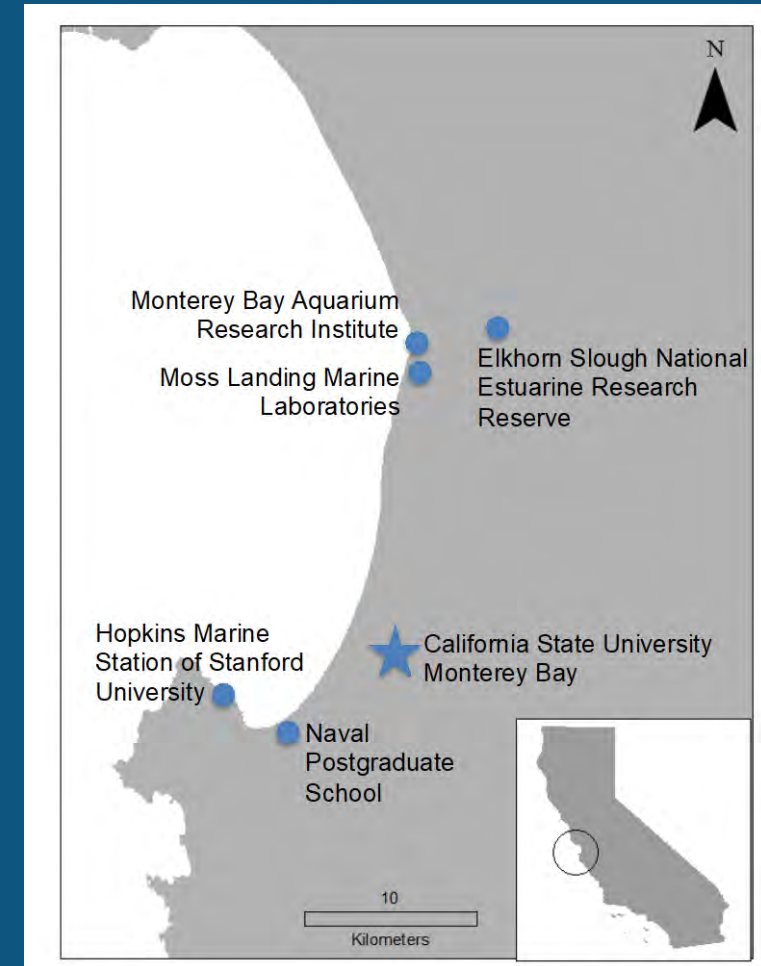 N
Monterey Bay Aquarium
Research Institute
Moss Landing Marine
Laboratories
Elkhorn Slough National
Estuarine Research
Reserve
Hopkins Marine
Station of Stanford
University
California State University
Monterey Bay
Naval
Postgraduate
School
10
Kilometers